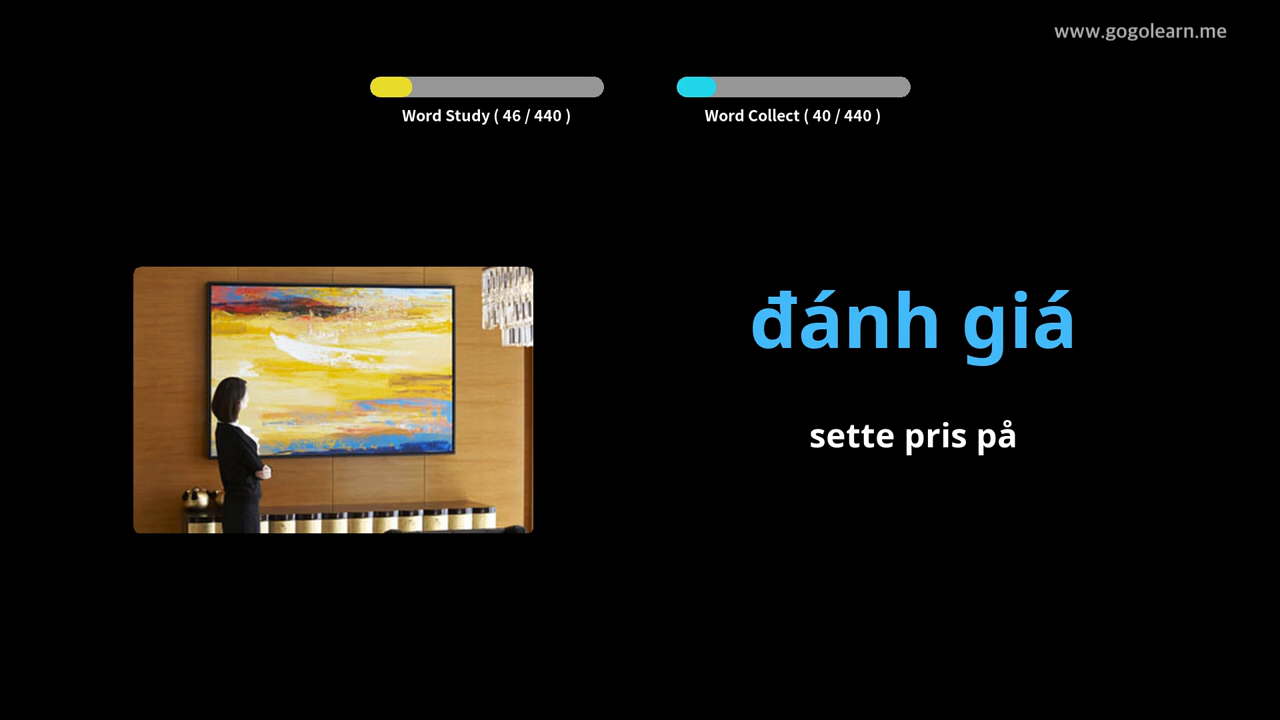 www.gogolearn.me
Word Study ( 46 / 440 )
Word Collect ( 40 / 440 )
đánh giá
sette pris på